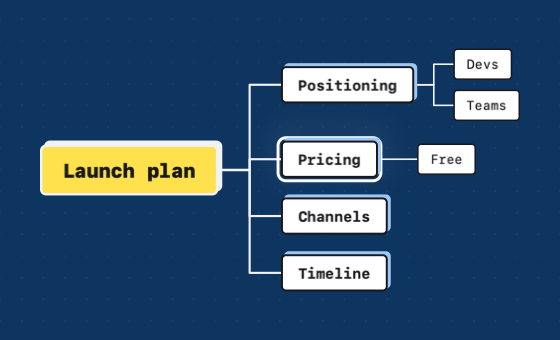 Launch plan
Positioning
Devs
Teams
Pricing
Free
Channels
Timeline